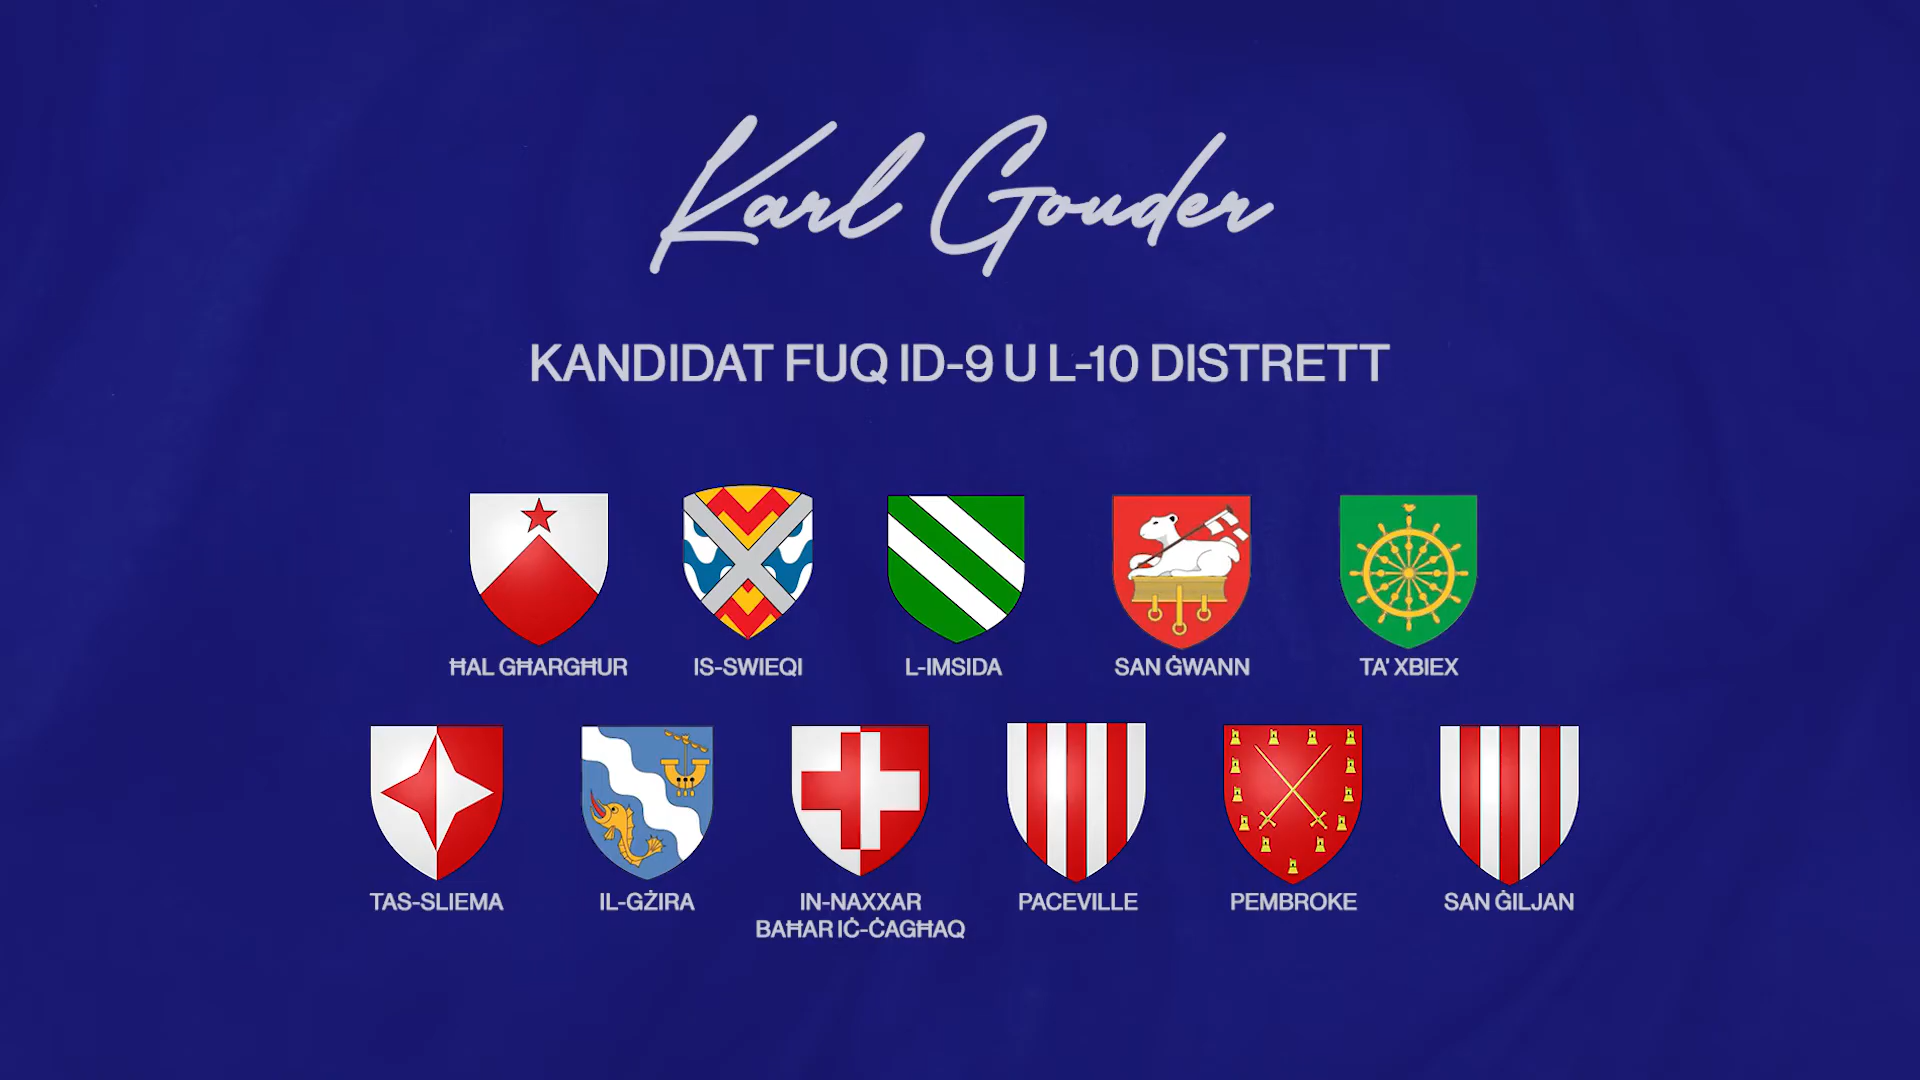 Karl Gouder
KANDIDAT FUQ ID-9 U L-10 DISTRETT
ĦAL GĦARGĦUR
IS-SWIEQI
L-IMSIDA
SAN ĠWANN
TA' XBIEX
TAS-SLIEMA
IL-GŻIRA
IN-NAXXAR
BAĦAR IĊ-ĊAGĦAQ
PACEVILLE
PEMBROKE
SAN ĠILJAN